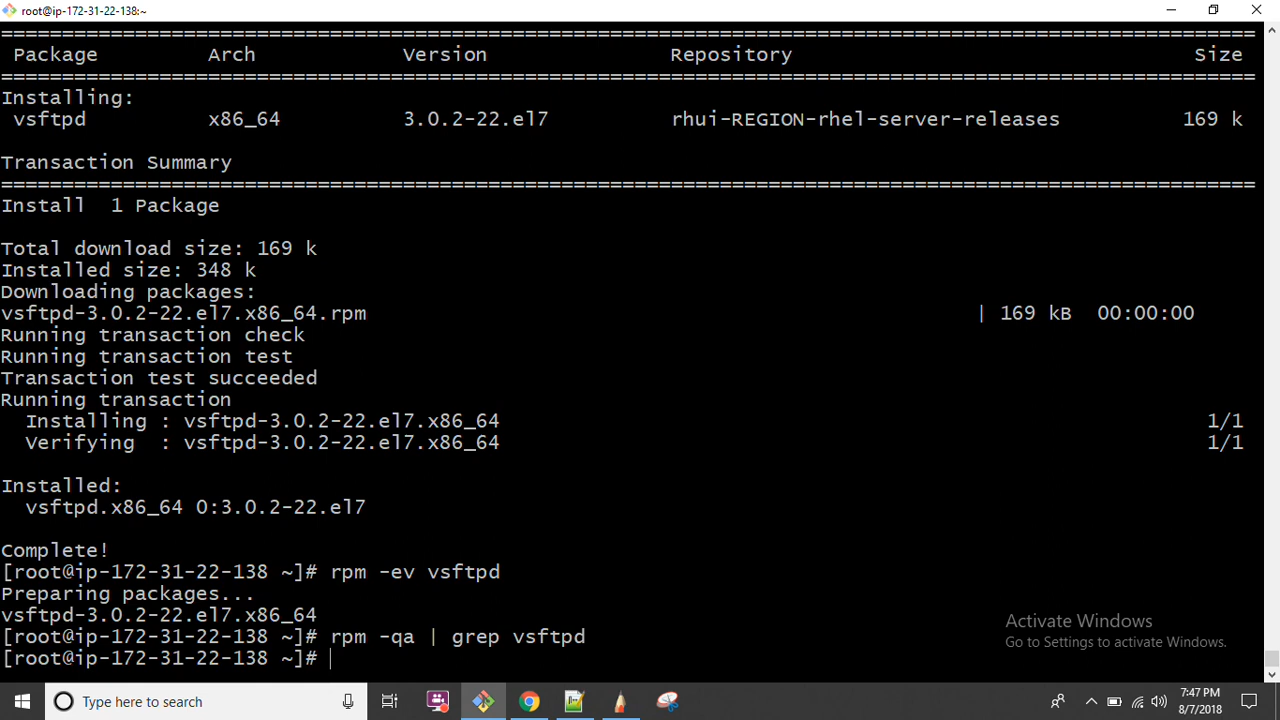 root@ip-172-31-22-138:~
================================================================================
Package Arch Version Repository Size
================================================================================
Installing:
vsftpd x86_64 3.0.2-22.el7 rhui-REGION-rhel-server-releases 169 k
Transaction Summary
================================================================================
Install 1 Package
Total download size: 169 k
Installed size: 348 k
Downloading packages:
vsftpd-3.0.2-22.el7.x86_64.rpm | 169 kB 00:00:00
Running transaction check
Running transaction test
Transaction test succeeded
Running transaction
Installing : vsftpd-3.0.2-22.el7.x86_64 1/1
Verifying : vsftpd-3.0.2-22.el7.x86_64 1/1
Installed:
vsftpd.x86_64 0:3.0.2-22.el7
Complete!
[root@ip-172-31-22-138 ~]# rpm -ev vsftpd
Preparing packages...
vsftpd-3.0.2-22.el7.x86_64
[root@ip-172-31-22-138 ~]# rpm -qa | grep vsftpd
[root@ip-172-31-22-138 ~]#
Activate Windows
Go to Settings to activate Windows.
Type here to search
7:47 PM
8/7/2018